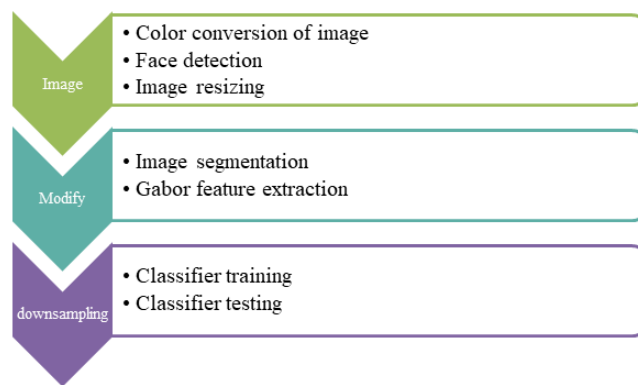 Image
• Color conversion of image
• Face detection
• Image resizing
Modify
• Image segmentation
• Gabor feature extraction
downsampling
• Classifier training
• Classifier testing